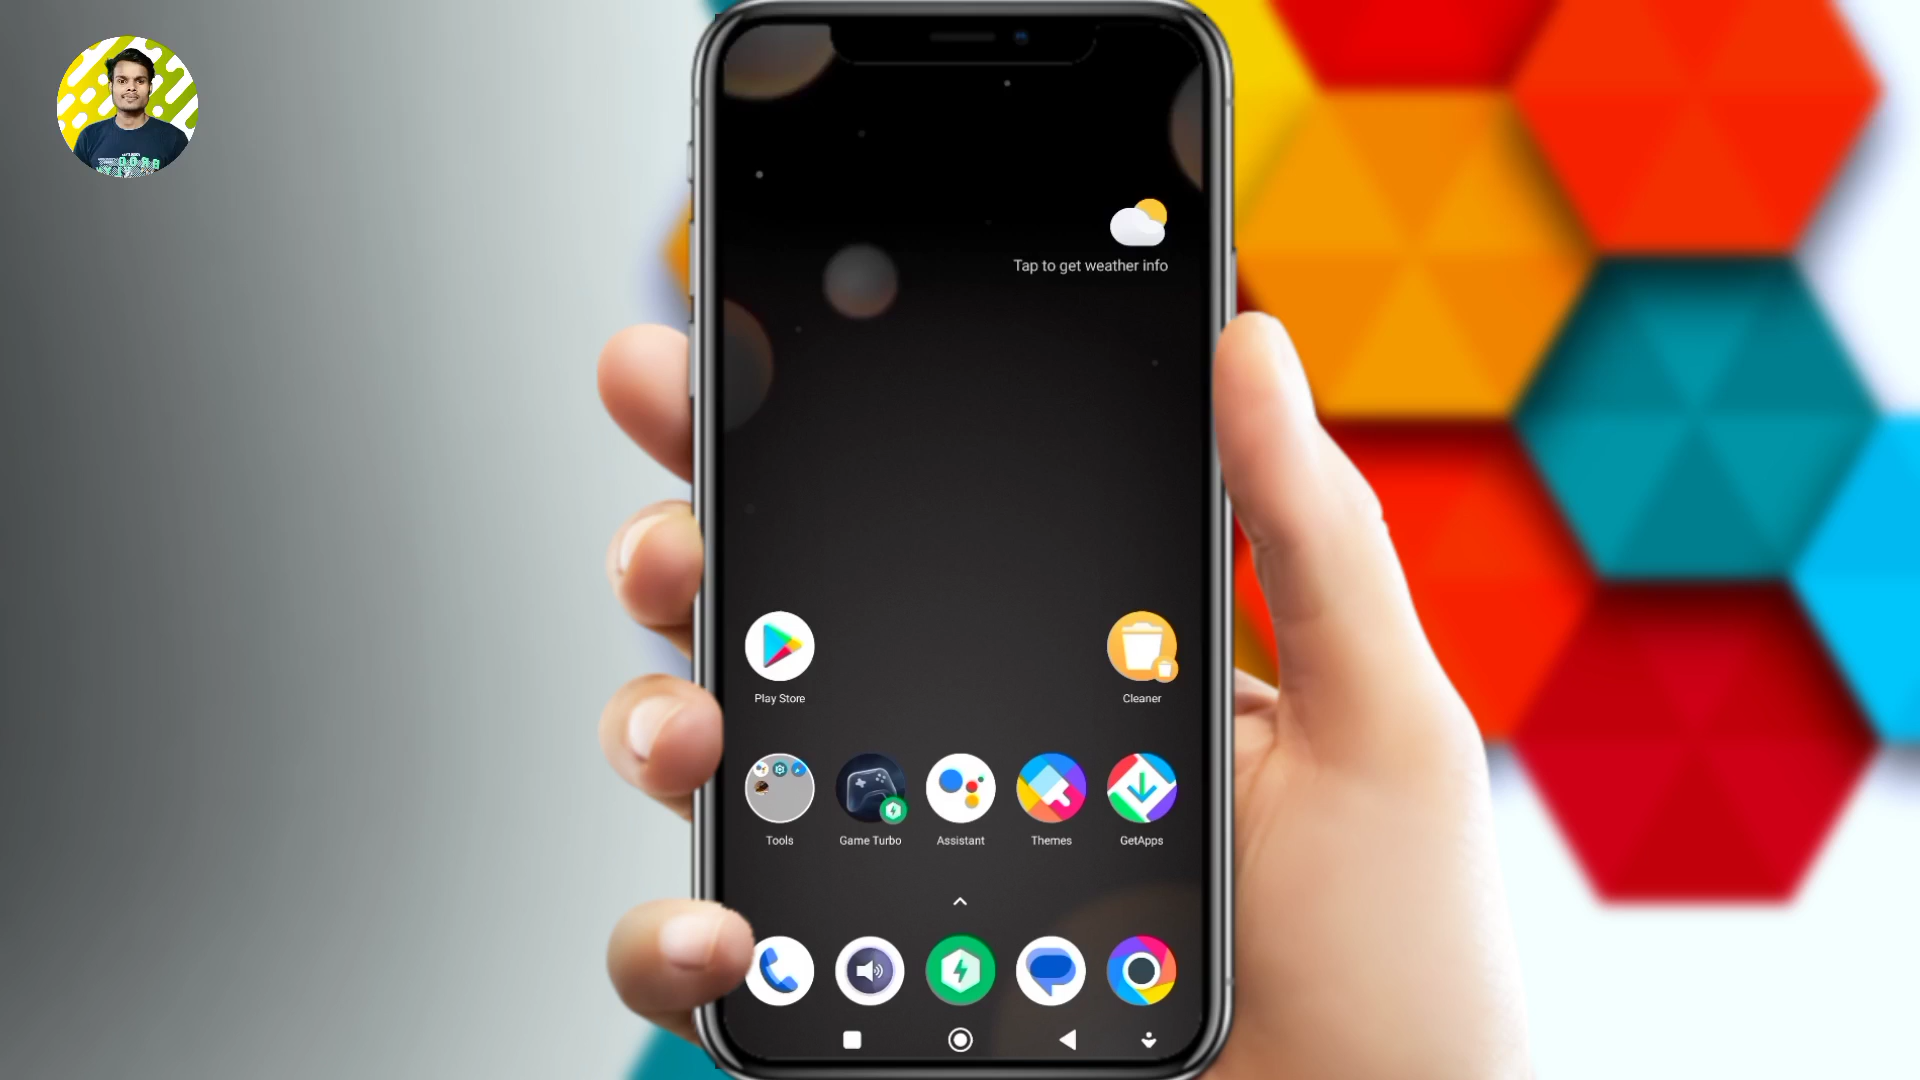 Tap to get weather info
Play Store
Cleaner
Tools
Game Turbo
Assistant
Themes
GetApps